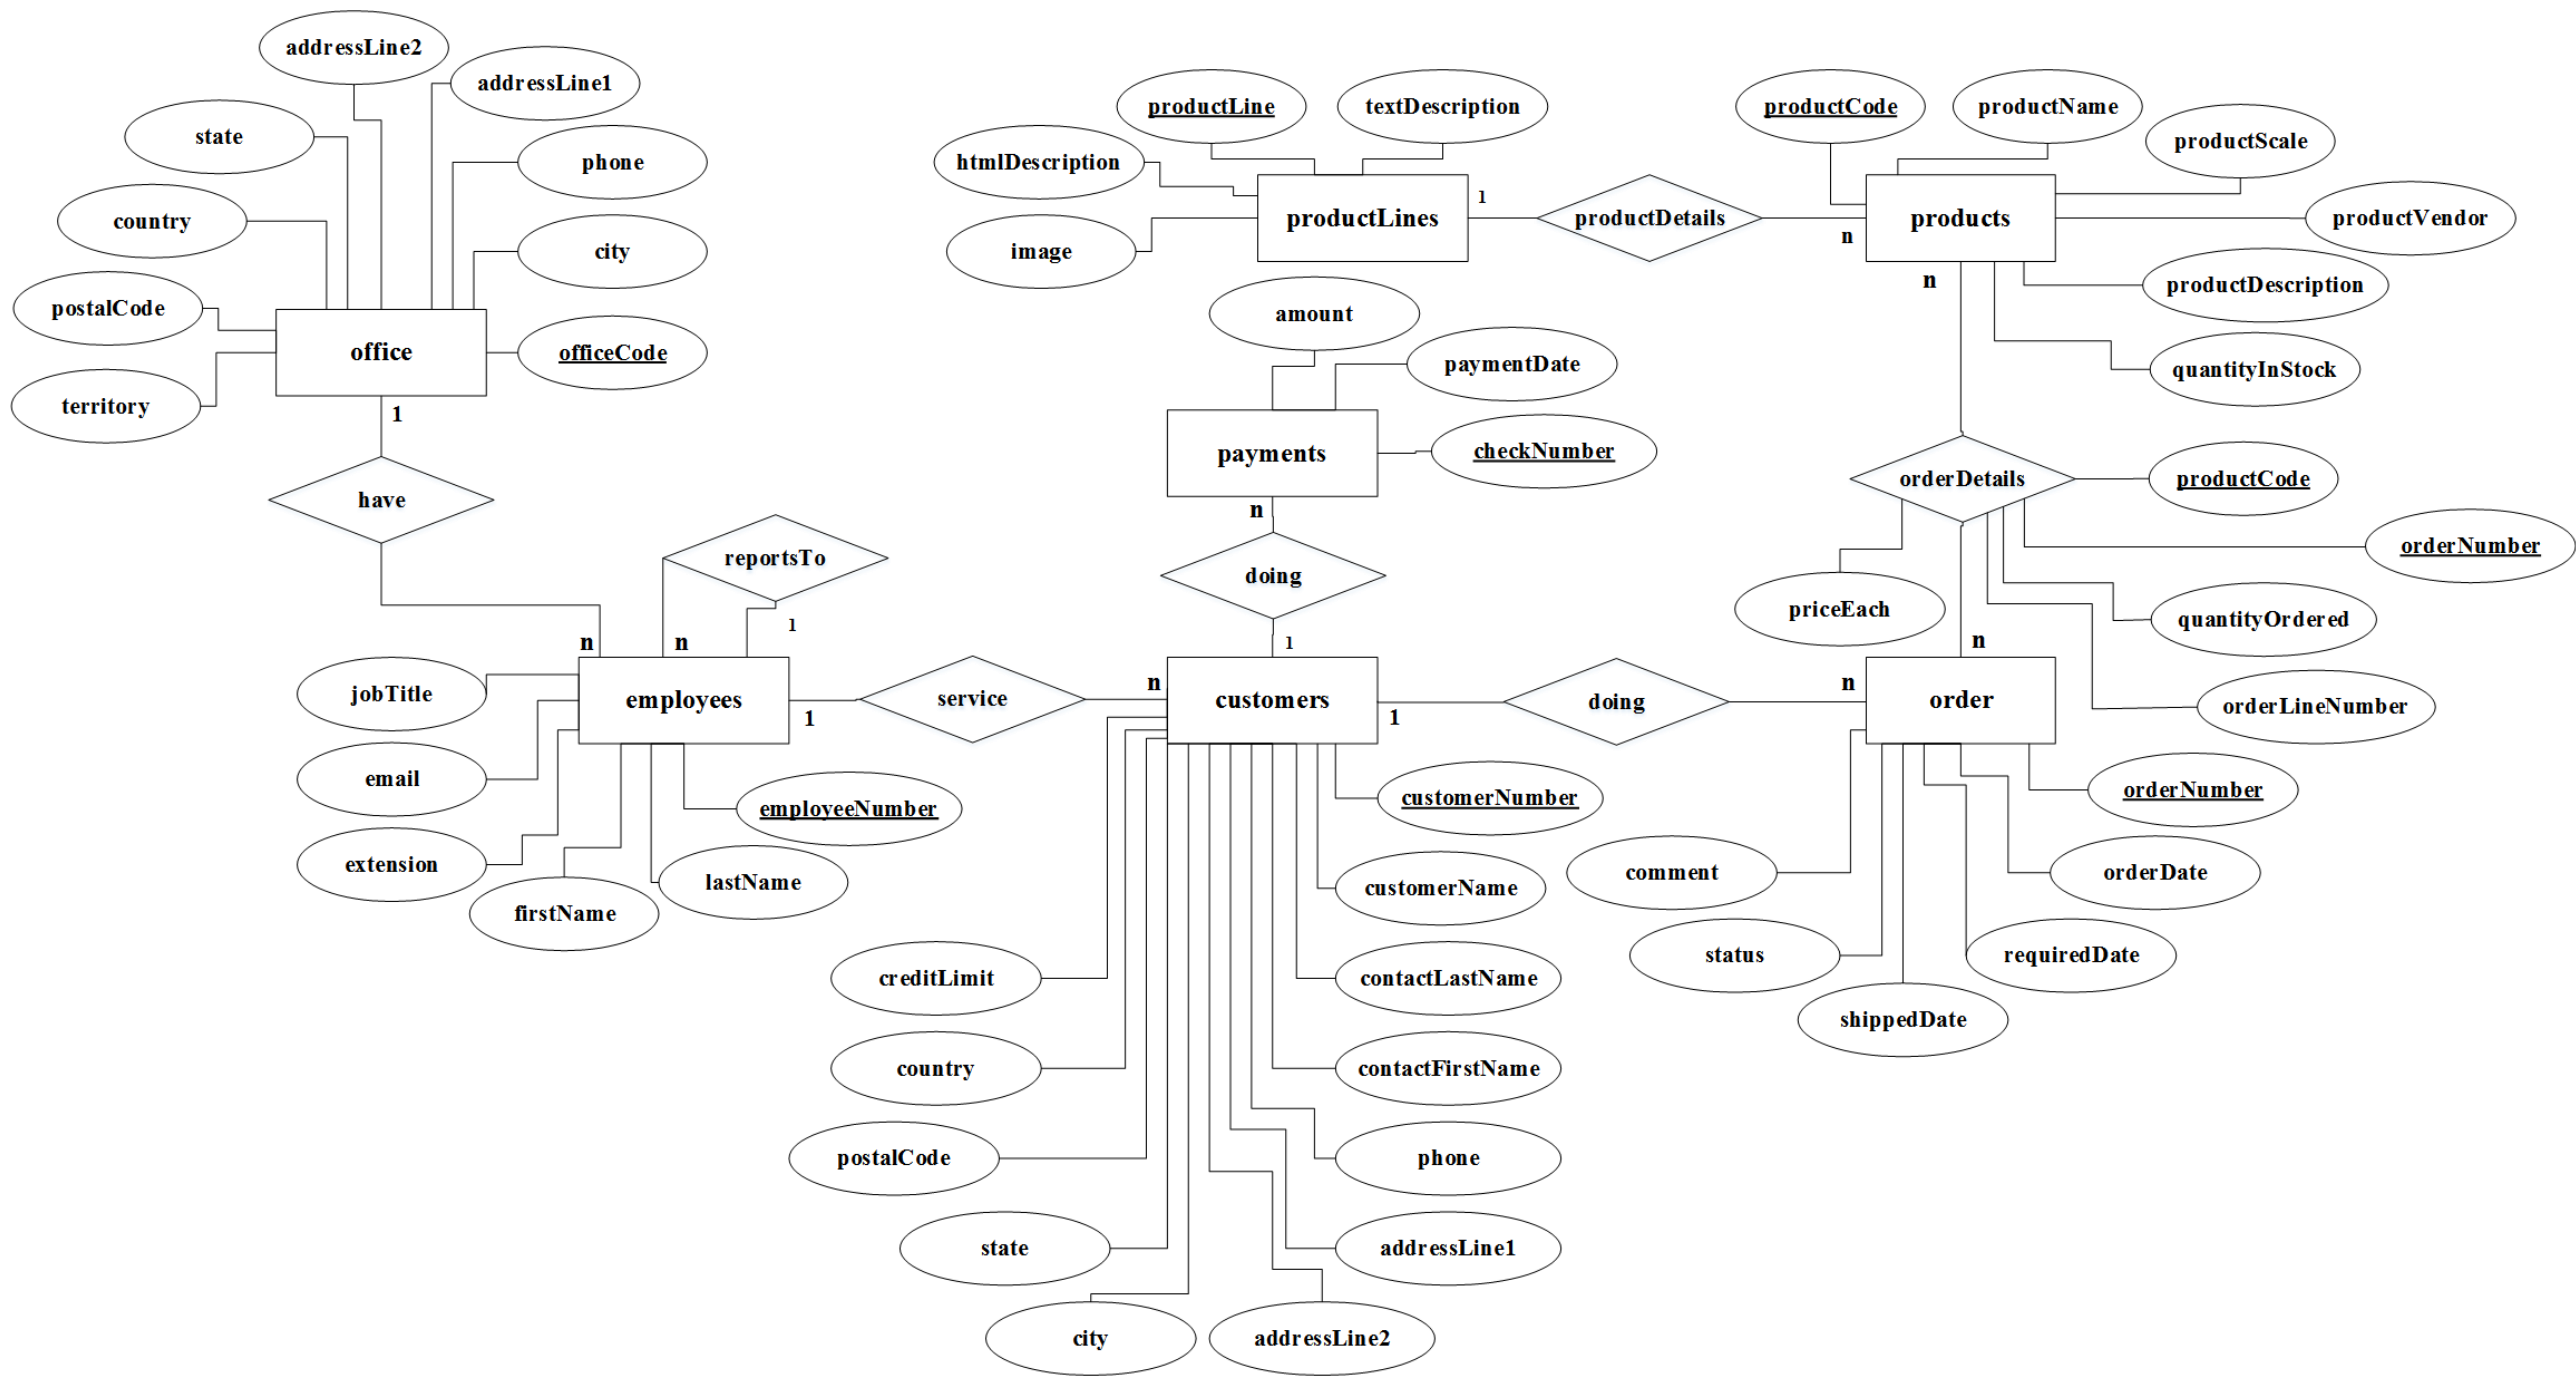 addressLine2
addressLine1
state
phone
country
city
postalCode
office
officeCode
territory
1
have
n
productLine
textDescription
htmlDescription
image
productLines
1
productDetails
n
productCode
productName
productScale
products
productVendor
productDescription
quantityInStock
n
amount
paymentDate
payments
checkNumber
n
doing
1
orderDetails
productCode
orderNumber
priceEach
quantityOrdered
orderLineNumber
n
reportsTo
n
1
jobTitle
employees
email
extension
firstName
lastName
employeeNumber
1
service
n
customers
1
doing
n
order
customerNumber
customerName
contactLastName
contactFirstName
phone
addressLine1
addressLine2
city
state
postalCode
country
creditLimit
orderNumber
orderDate
requiredDate
shippedDate
status
comment